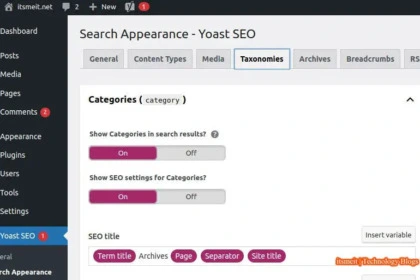 itsmeit.net 2 0 + New 1
Dashboard
Posts
Media
Pages
Comments 2
Appearance
Plugins
Users
Tools
Settings
Yoast SEO 1
eral
arch Appearance
Search Appearance - Yoast SEO
General Content Types Media Taxonomies Archives Breadcrumbs RS
Categories ( category )
Show Categories in search results? ?
On Off
Show SEO settings for Categories?
On Off
SEO title
Insert variable
Term title Archives Page Separator Site title
Technology Blogs